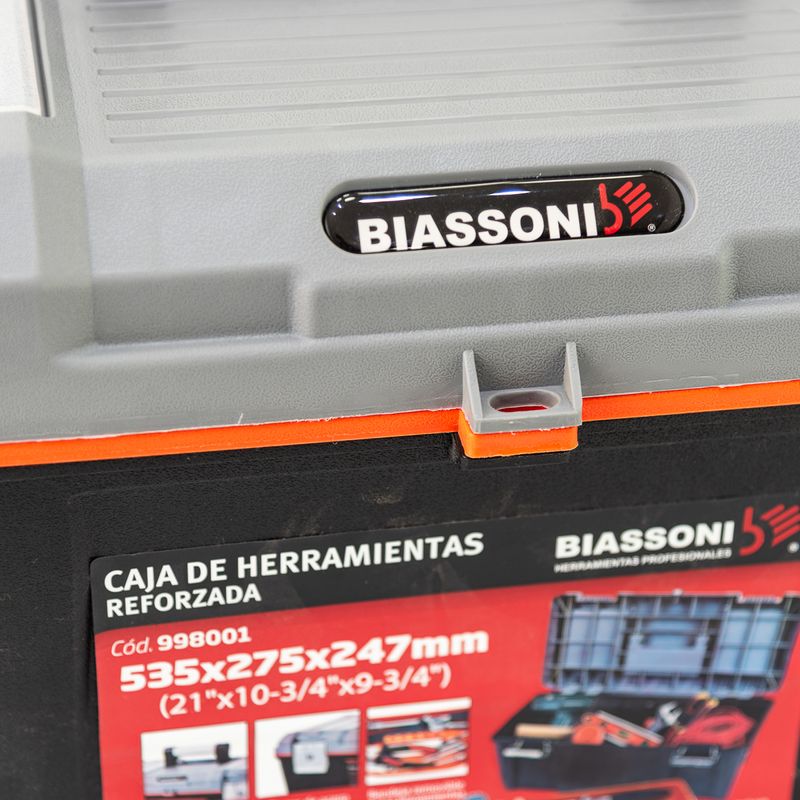 BIASSONI
®
BIASSONI
®
HERRAMIENTAS PROFESIONALES
CAJA DE HERRAMIENTAS
REFORZADA
Cód. 998001
535x275x247mm
(21"x10-3/4"x9-3/4")